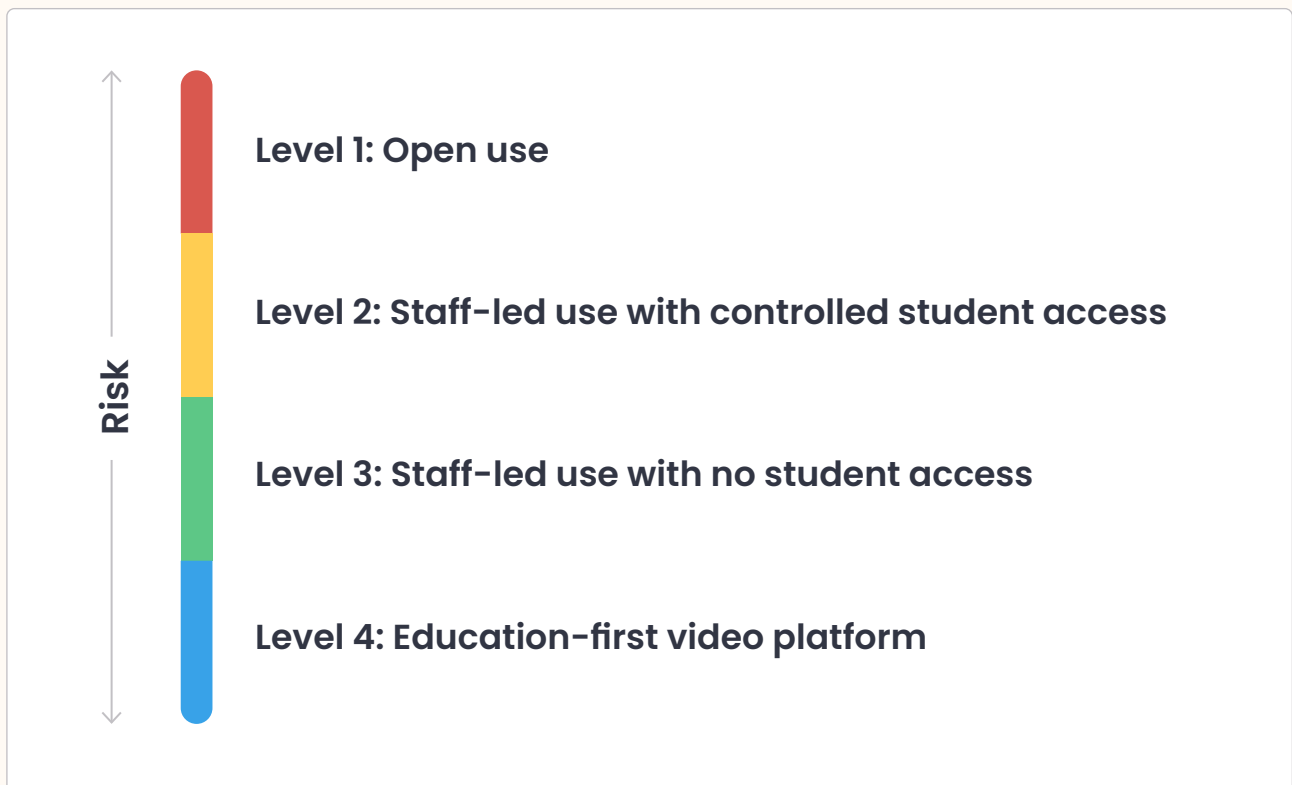 Level 1: Open use
Level 2: Staff-led use with controlled student access
Risk
Level 3: Staff-led use with no student access
Level 4: Education-first video platform